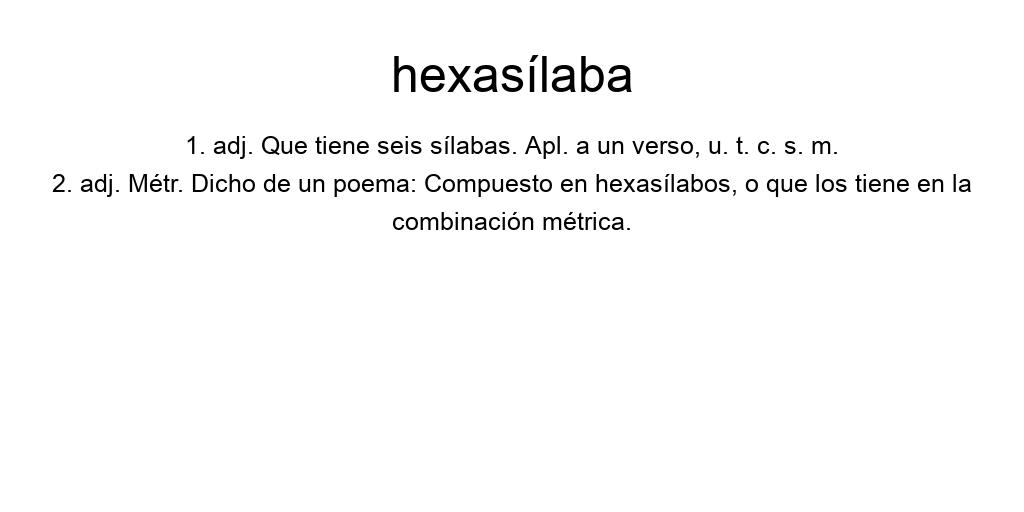 hexasílaba
1. adj. Que tiene seis sílabas. Apl. a un verso, u. t. c. s. m.
2. adj. Métr. Dicho de un poema: Compuesto en hexasílabos, o que los tiene en la
combinación métrica.